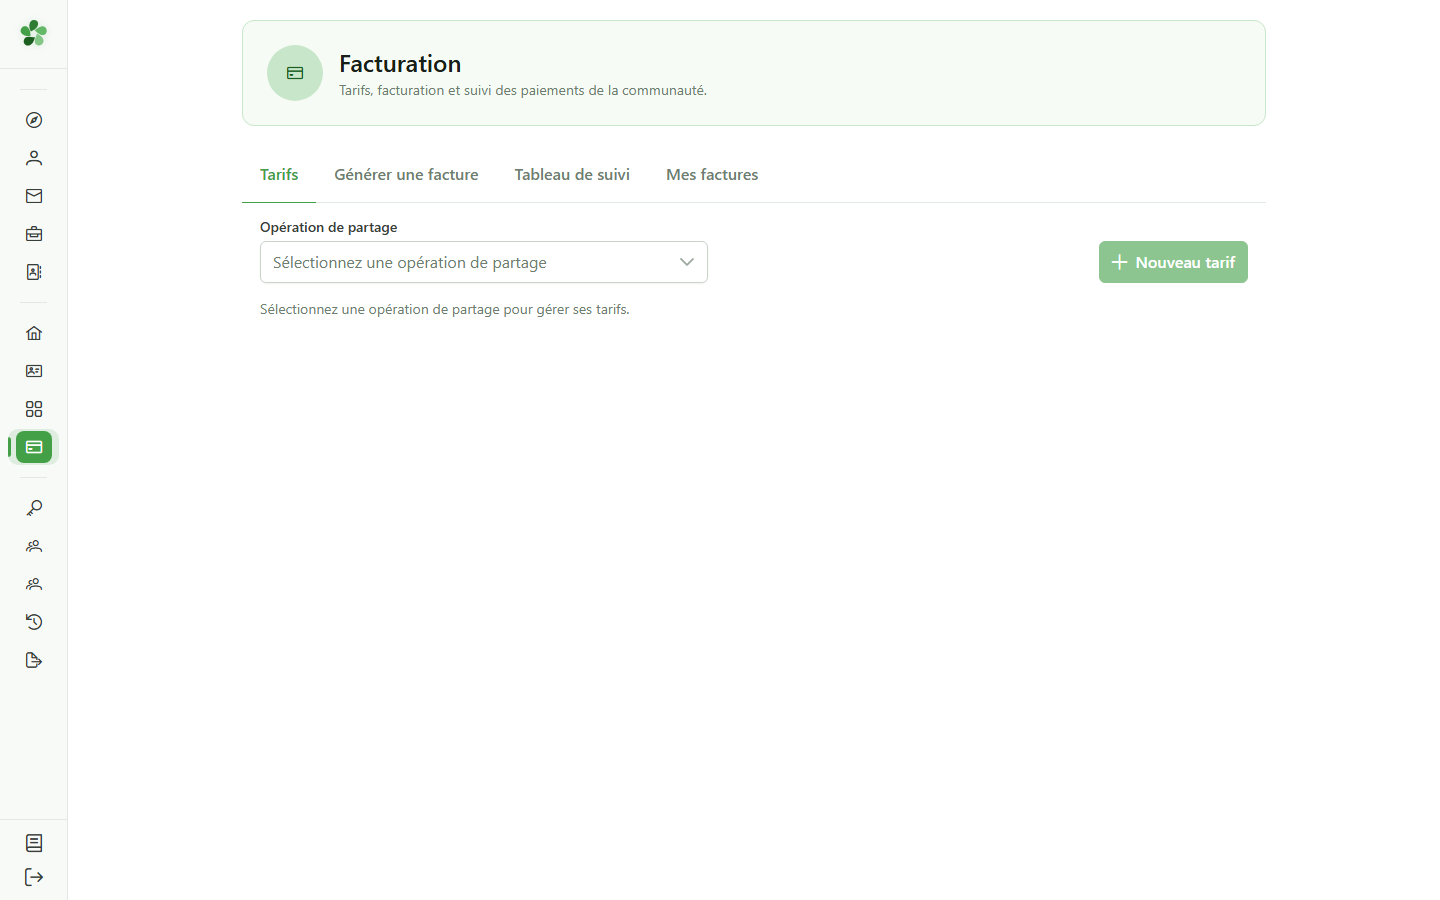 Facturation
Tarifs, facturation et suivi des paiements de la communauté.
Tarifs
Générer une facture
Tableau de suivi
Mes factures
Opération de partage
Sélectionnez une opération de partage
Nouveau tarif
Sélectionnez une opération de partage pour gérer ses tarifs.